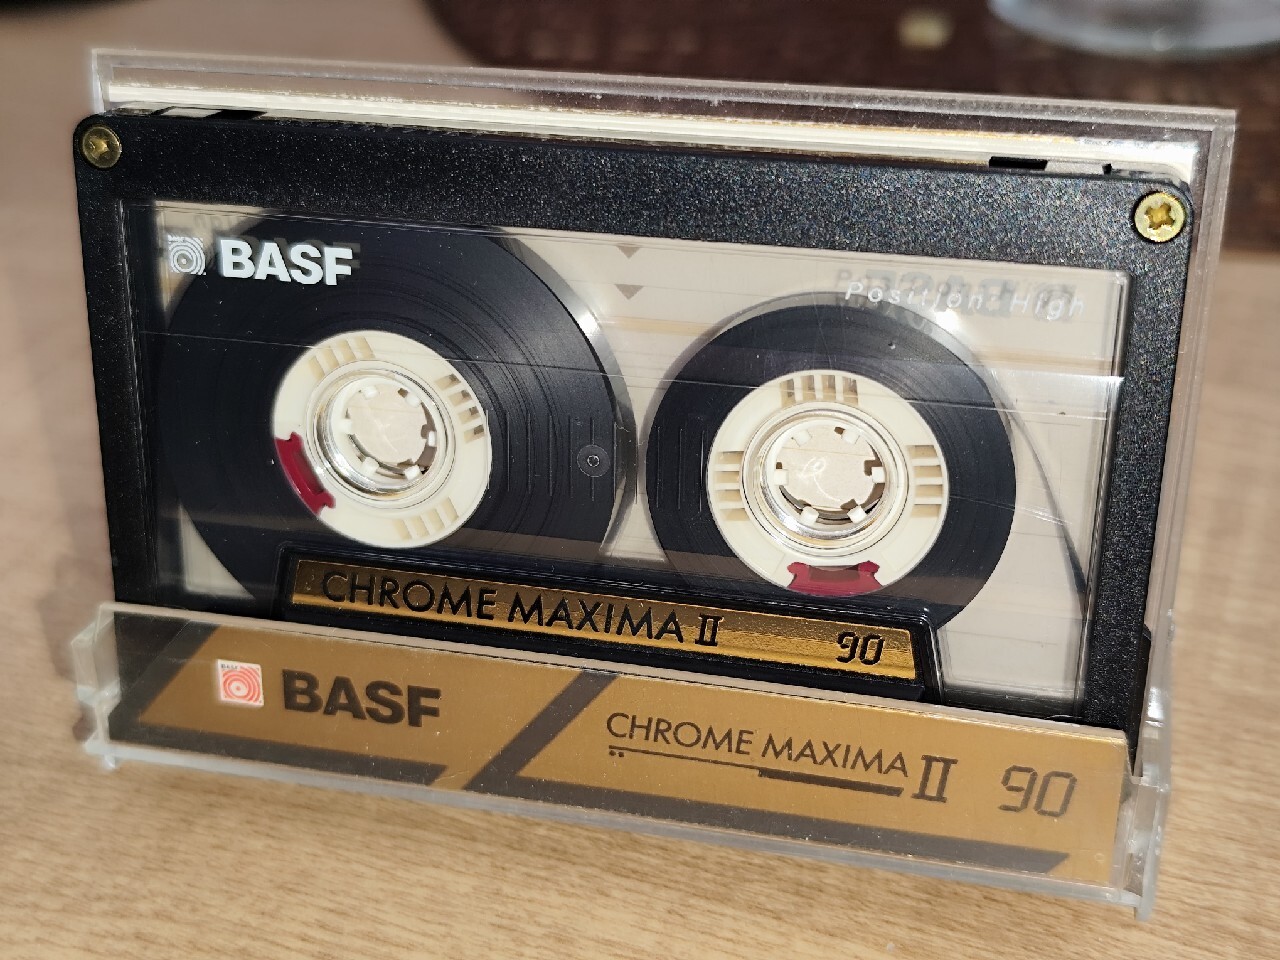 BASF
Position High
CHROME MAXIMA II 90
BASF
CHROME MAXIMA II 90